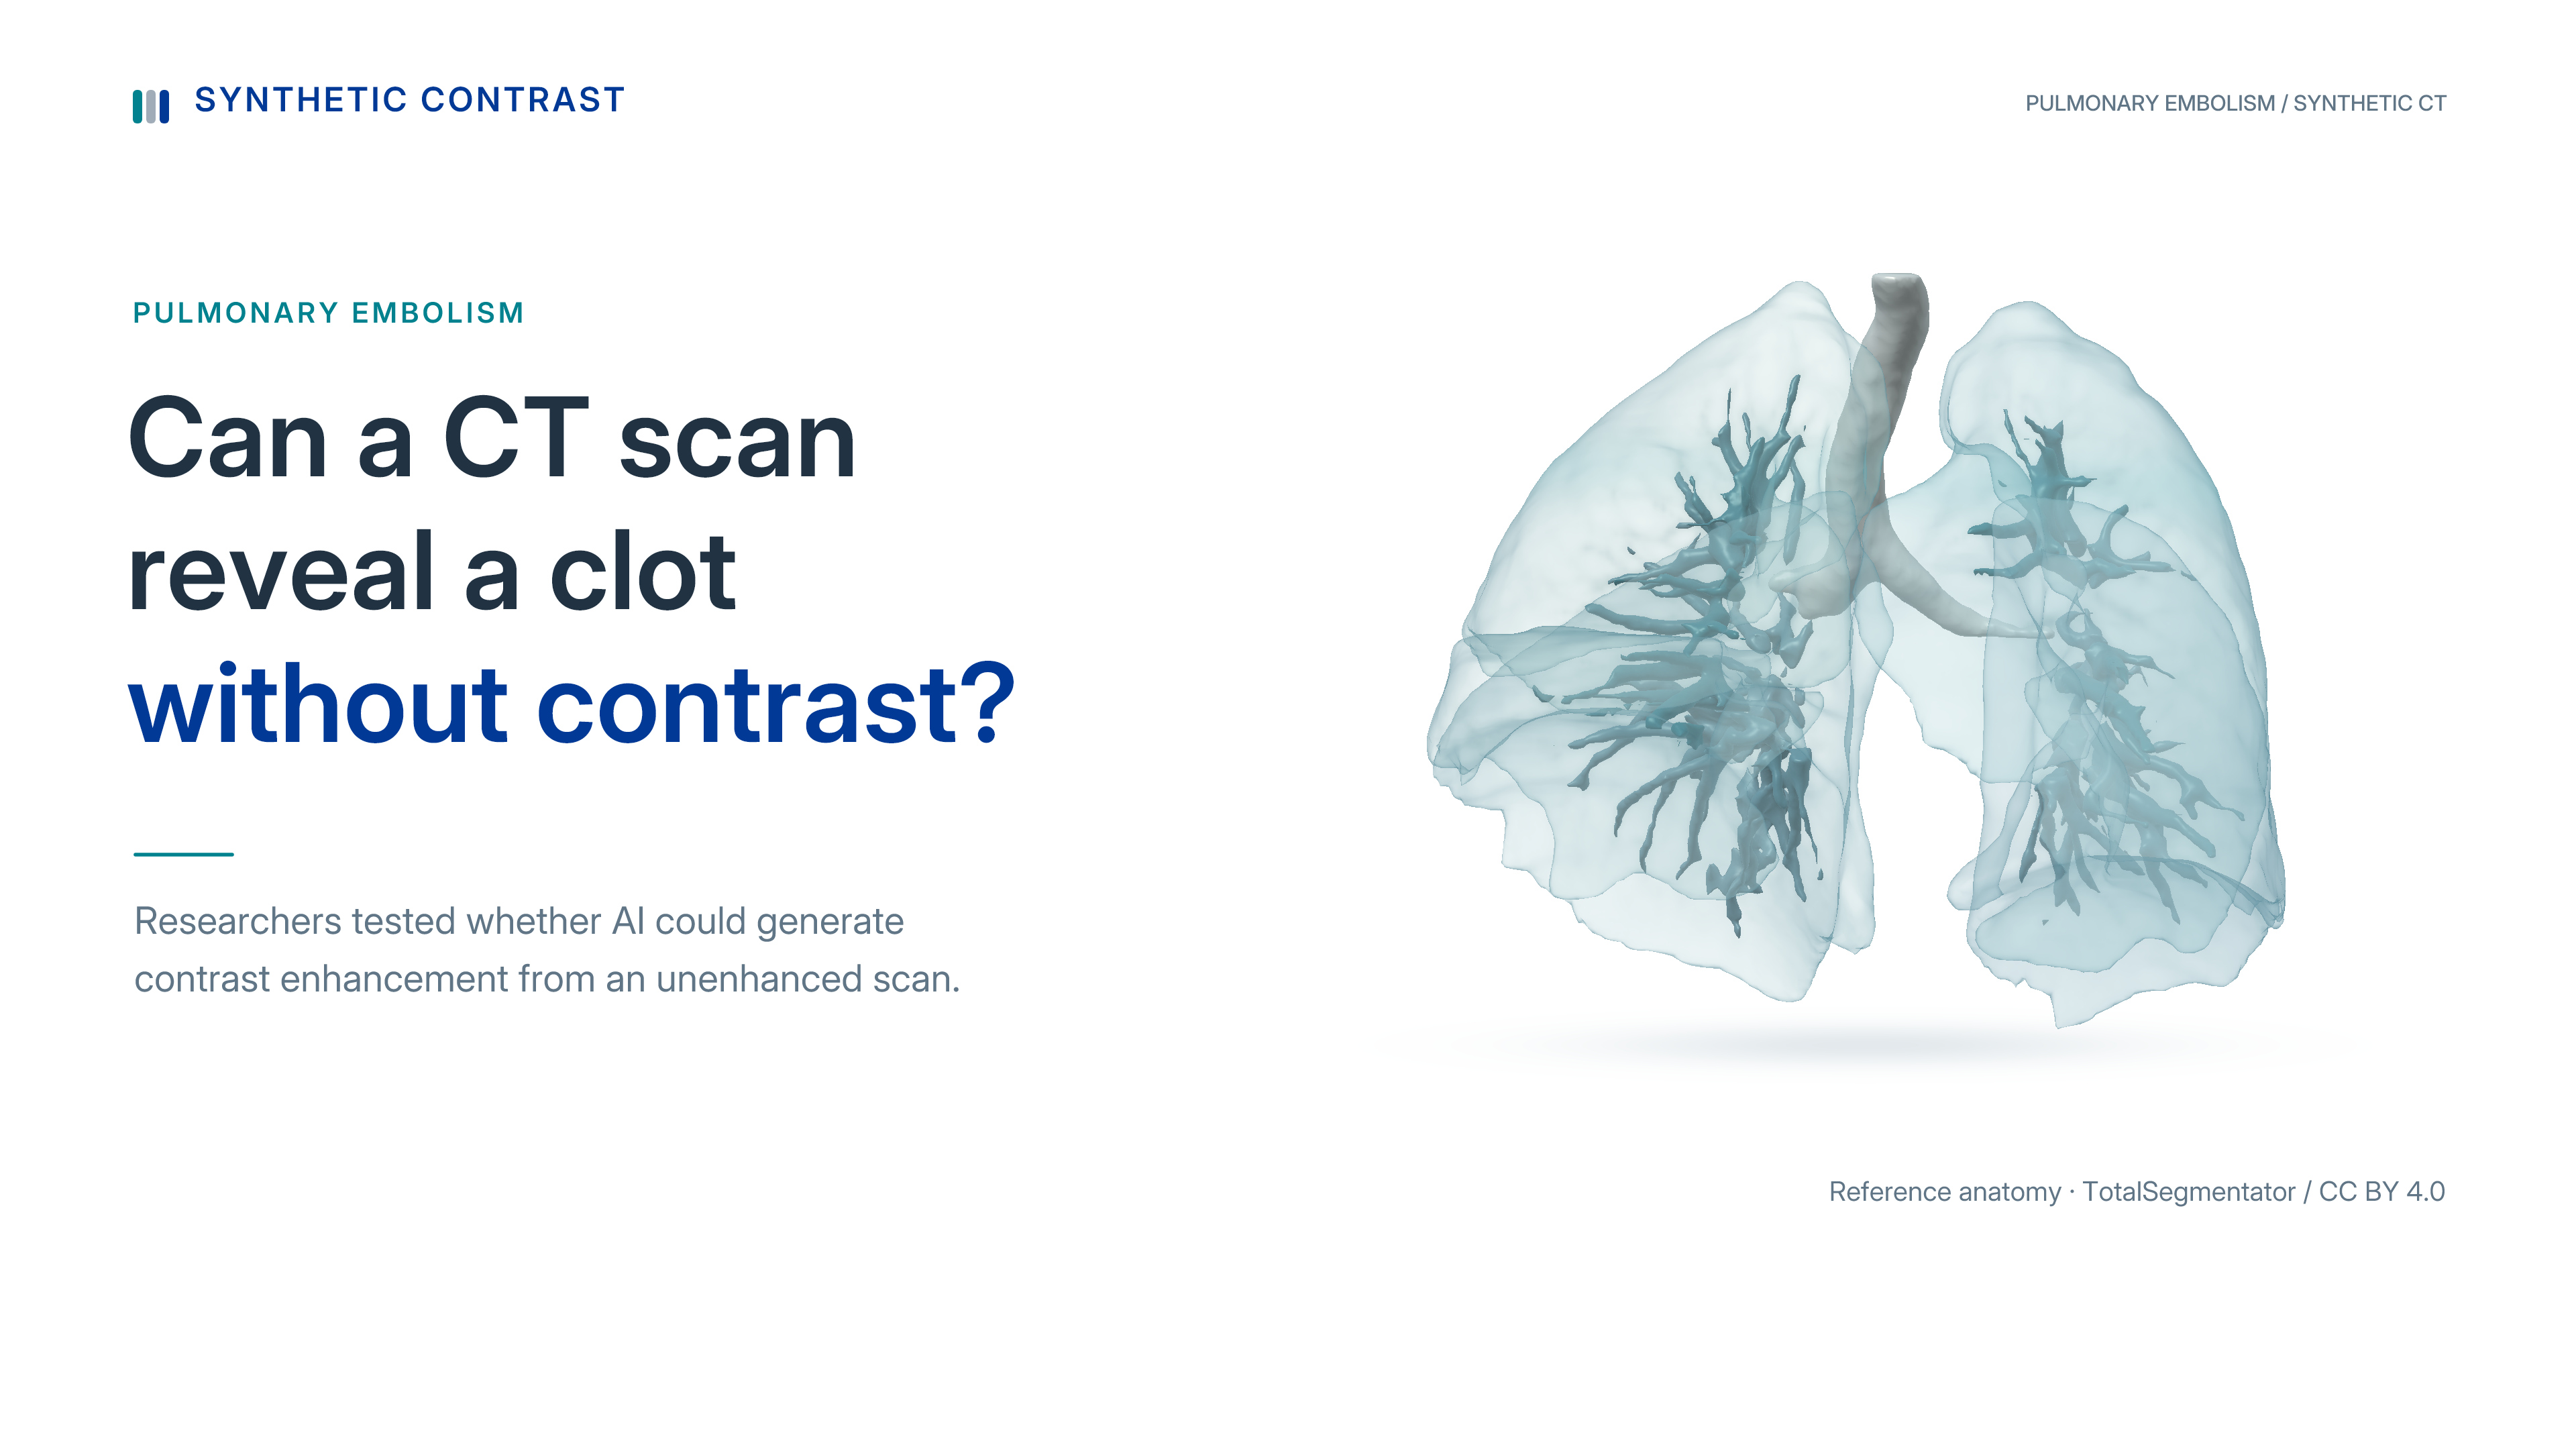 SYNTHETIC CONTRAST
PULMONARY EMBOLISM / SYNTHETIC CT
PULMONARY EMBOLISM
Can a CT scan
reveal a clot
without contrast?
Researchers tested whether AI could generate
contrast enhancement from an unenhanced scan.
Reference anatomy · TotalSegmentator / CC BY 4.0